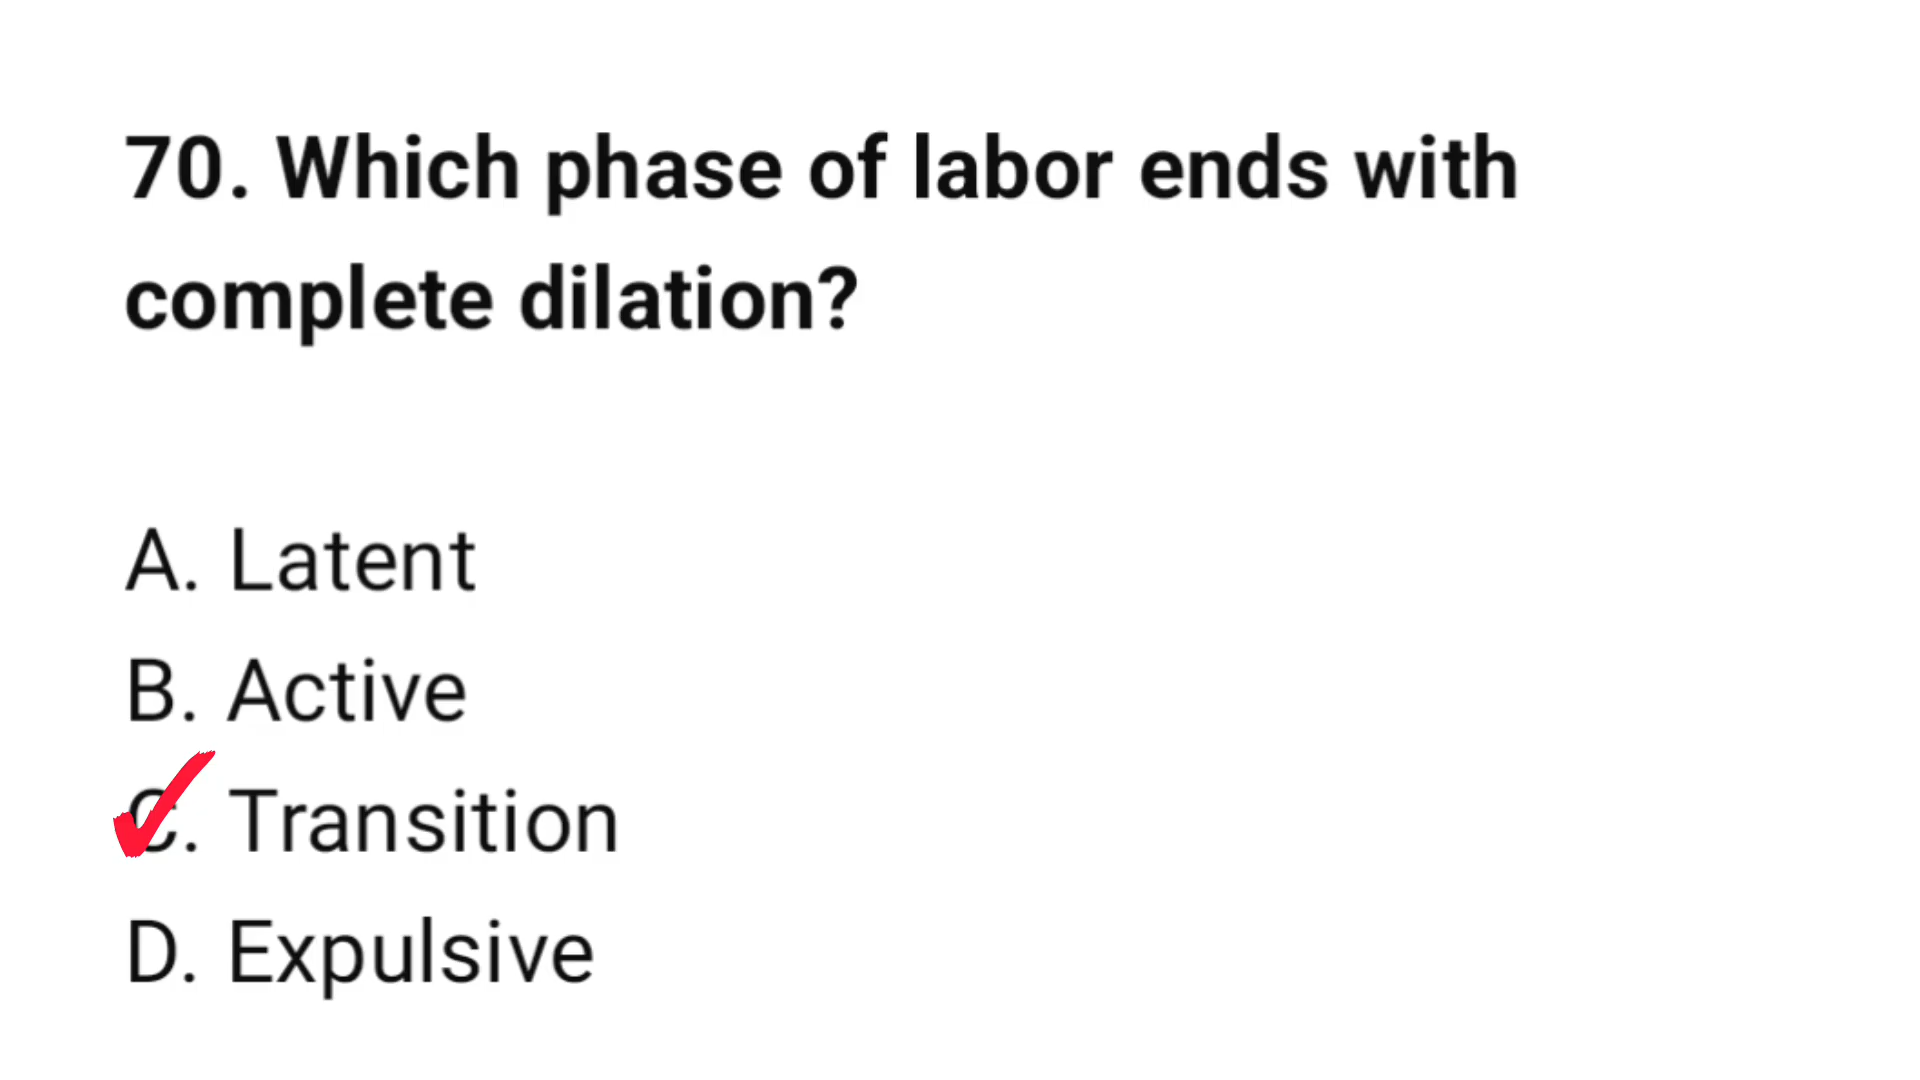 70. Which phase of labor ends with
complete dilation?
A. Latent
B. Active
C. Transition
D. Expulsive